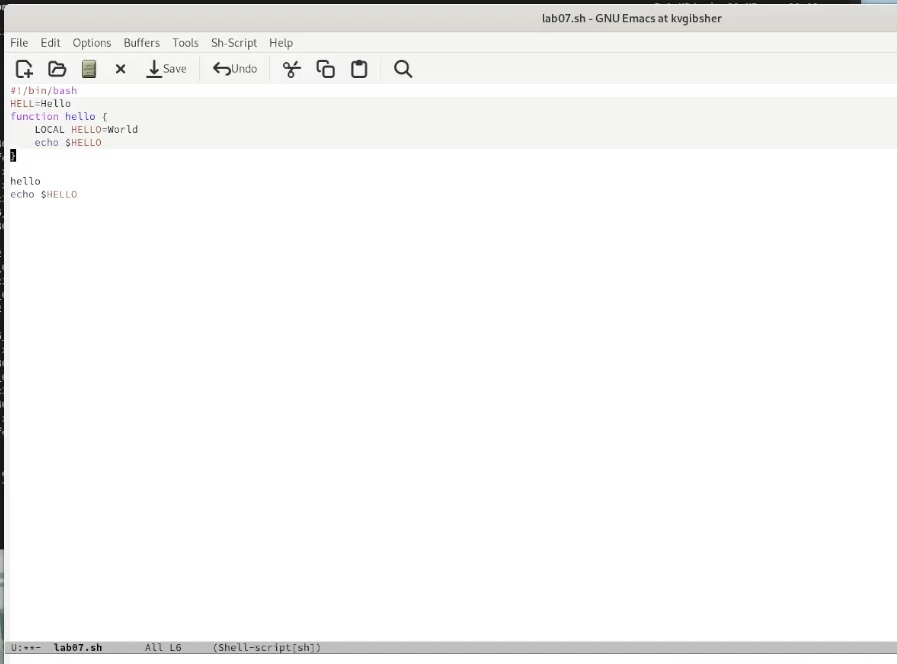 lab07.sh - GNU Emacs at kvgibsher
File Edit Options Buffers Tools Sh-Script Help
Save Undo
#!/bin/bash
HELL=Hello
function hello {
    LOCAL HELLO=World
    echo $HELLO
}
hello
echo $HELLO
U:**-  lab07.sh       All L6     (Shell-script[sh])